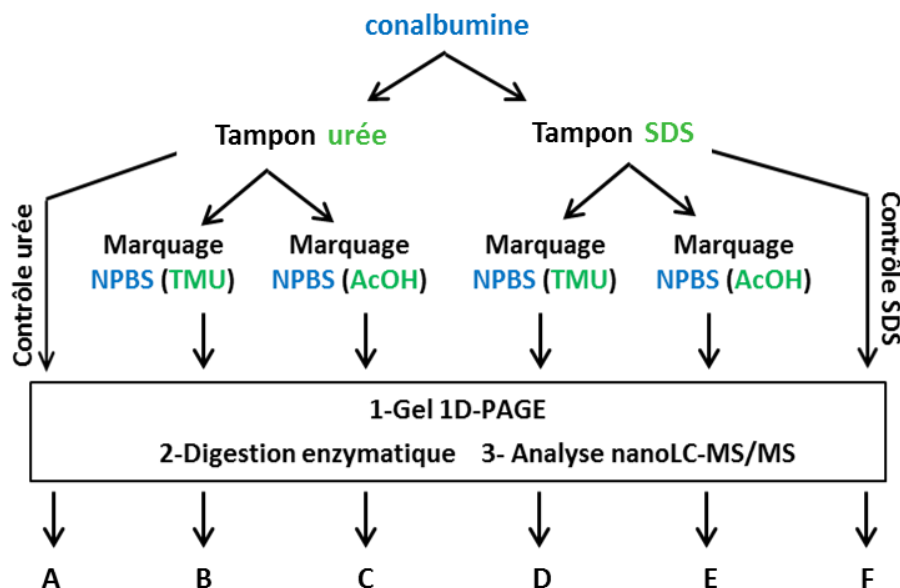 conalbumine
Tampon urée
Tampon SDS
Contrôle urée
Marquage
NPBS (TMU)
Marquage
NPBS (AcOH)
Marquage
NPBS (TMU)
Marquage
NPBS (AcOH)
Contrôle SDS
1-Gel 1D-PAGE
2-Digestion enzymatique 3- Analyse nanoLC-MS/MS
A B C D E F